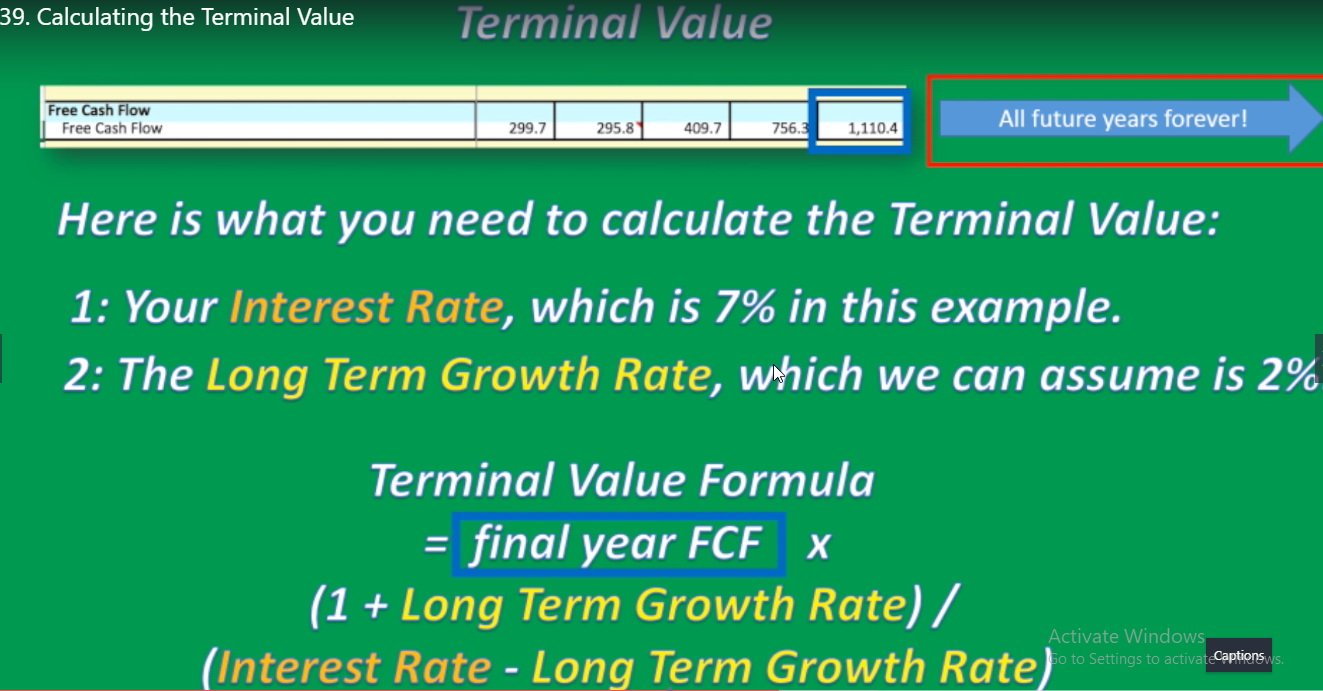 39. Calculating the Terminal Value
Terminal Value
Free Cash Flow
Free Cash Flow 299.7 295.8 409.7 756.3 1,110.4
All future years forever!
Here is what you need to calculate the Terminal Value:
1: Your Interest Rate, which is 7% in this example.
2: The Long Term Growth Rate, which we can assume is 2%
Terminal Value Formula
= final year FCF x
(1 + Long Term Growth Rate) /
(Interest Rate - Long Term Growth Rate)
Activate Windows
Go to Settings to activate Windows.
Captions